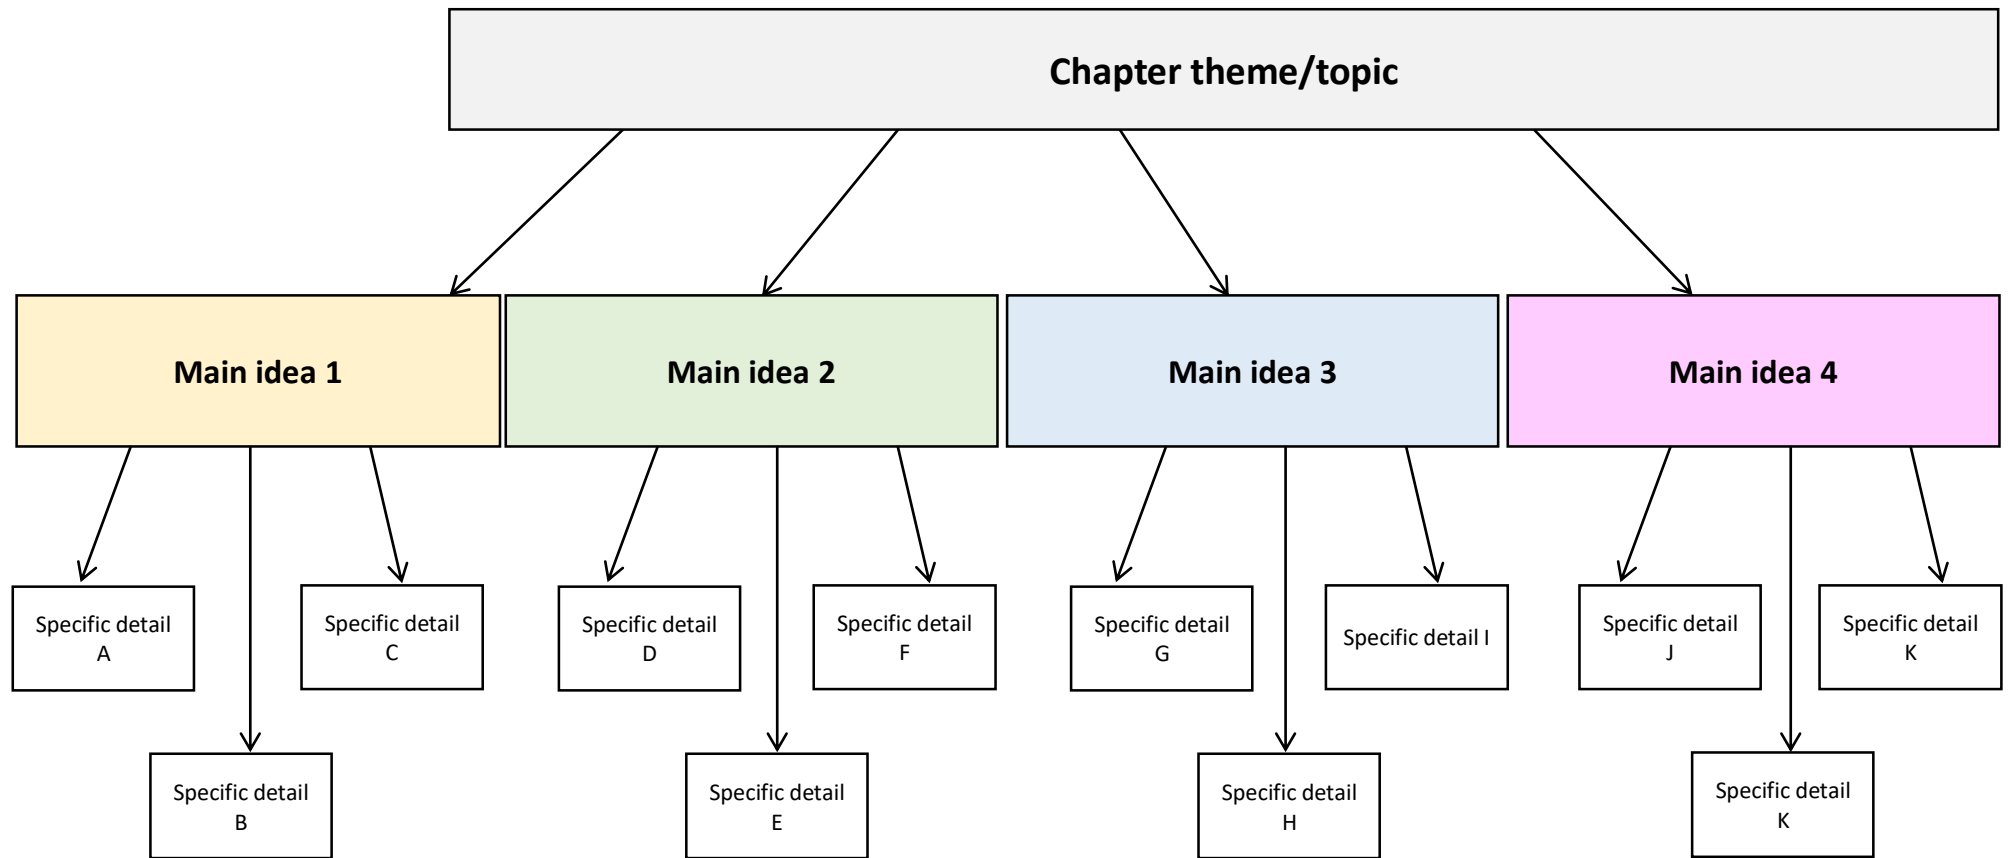 Chapter theme/topic
Main idea 1
Main idea 2
Main idea 3
Main idea 4
Specific detail
A
Specific detail
C
Specific detail
D
Specific detail
F
Specific detail
G
Specific detail I
Specific detail
J
Specific detail
K
Specific detail
B
Specific detail
E
Specific detail
H
Specific detail
K